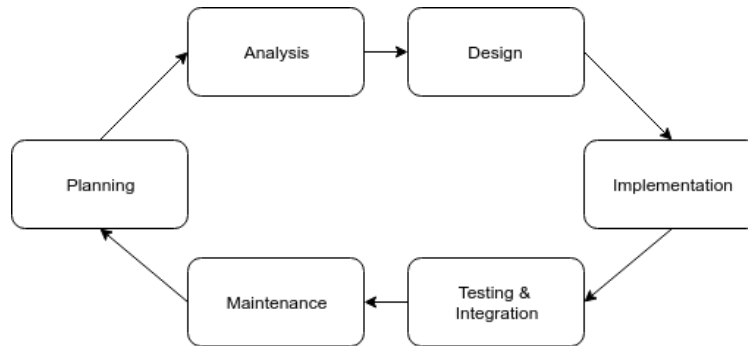 Analysis
Design
Planning
Implementation
Maintenance
Testing &
Integration